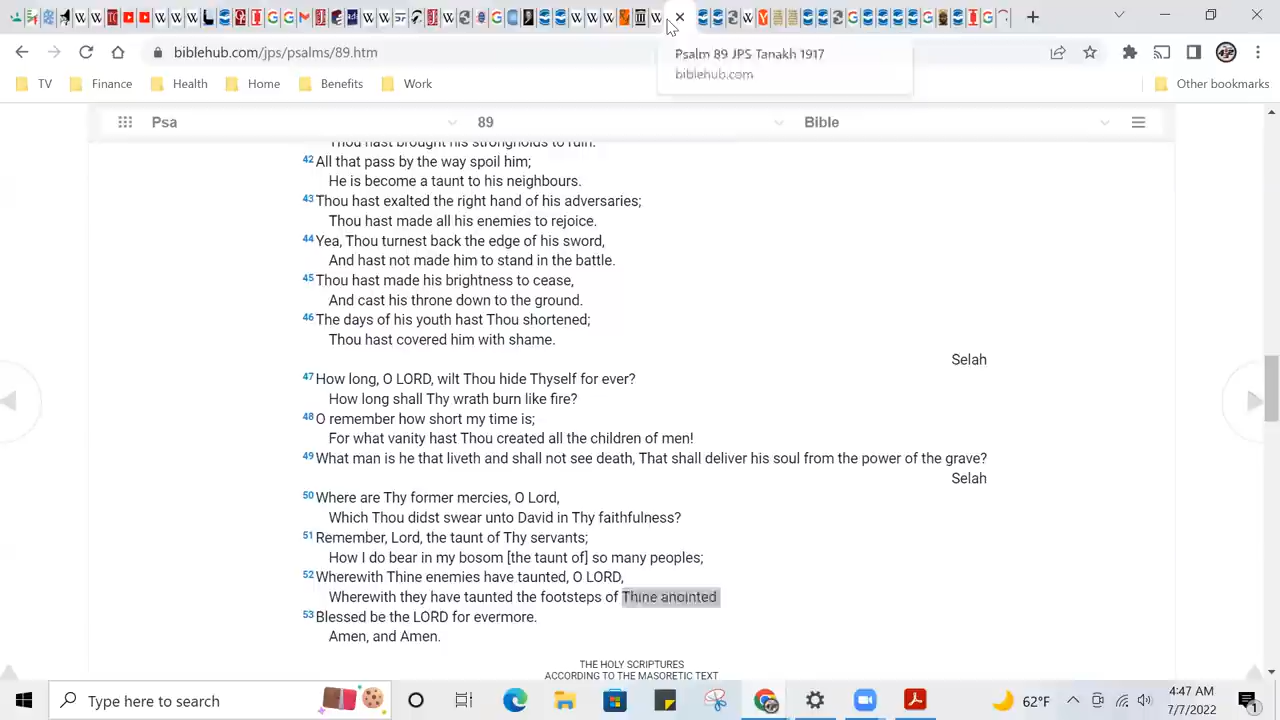 biblehub.com/jps/psalms/89.htm
Psalm 89 JPS Tanakh 1917
biblehub.com
TV Finance Health Home Benefits Work Other bookmarks
Psa 89 Bible
Thou hast brought his strongholds to ruin.
42 All that pass by the way spoil him;
He is become a taunt to his neighbours.
43 Thou hast exalted the right hand of his adversaries;
Thou hast made all his enemies to rejoice.
44 Yea, Thou turnest back the edge of his sword,
And hast not made him to stand in the battle.
45 Thou hast made his brightness to cease,
And cast his throne down to the ground.
46 The days of his youth hast Thou shortened;
Thou hast covered him with shame.
Selah
47 How long, O LORD, wilt Thou hide Thyself for ever?
How long shall Thy wrath burn like fire?
48 O remember how short my time is;
For what vanity hast Thou created all the children of men!
49 What man is he that liveth and shall not see death, That shall deliver his soul from the power of the grave?
Selah
50 Where are Thy former mercies, O Lord,
Which Thou didst swear unto David in Thy faithfulness?
51 Remember, Lord, the taunt of Thy servants;
How I do bear in my bosom [the taunt of] so many peoples;
52 Wherewith Thine enemies have taunted, O LORD,
Wherewith they have taunted the footsteps of Thine anointed
53 Blessed be the LORD for evermore.
Amen, and Amen.
THE HOLY SCRIPTURES
ACCORDING TO THE MASORETIC TEXT
Type here to search
62°F
4:47 AM
7/7/2022
1